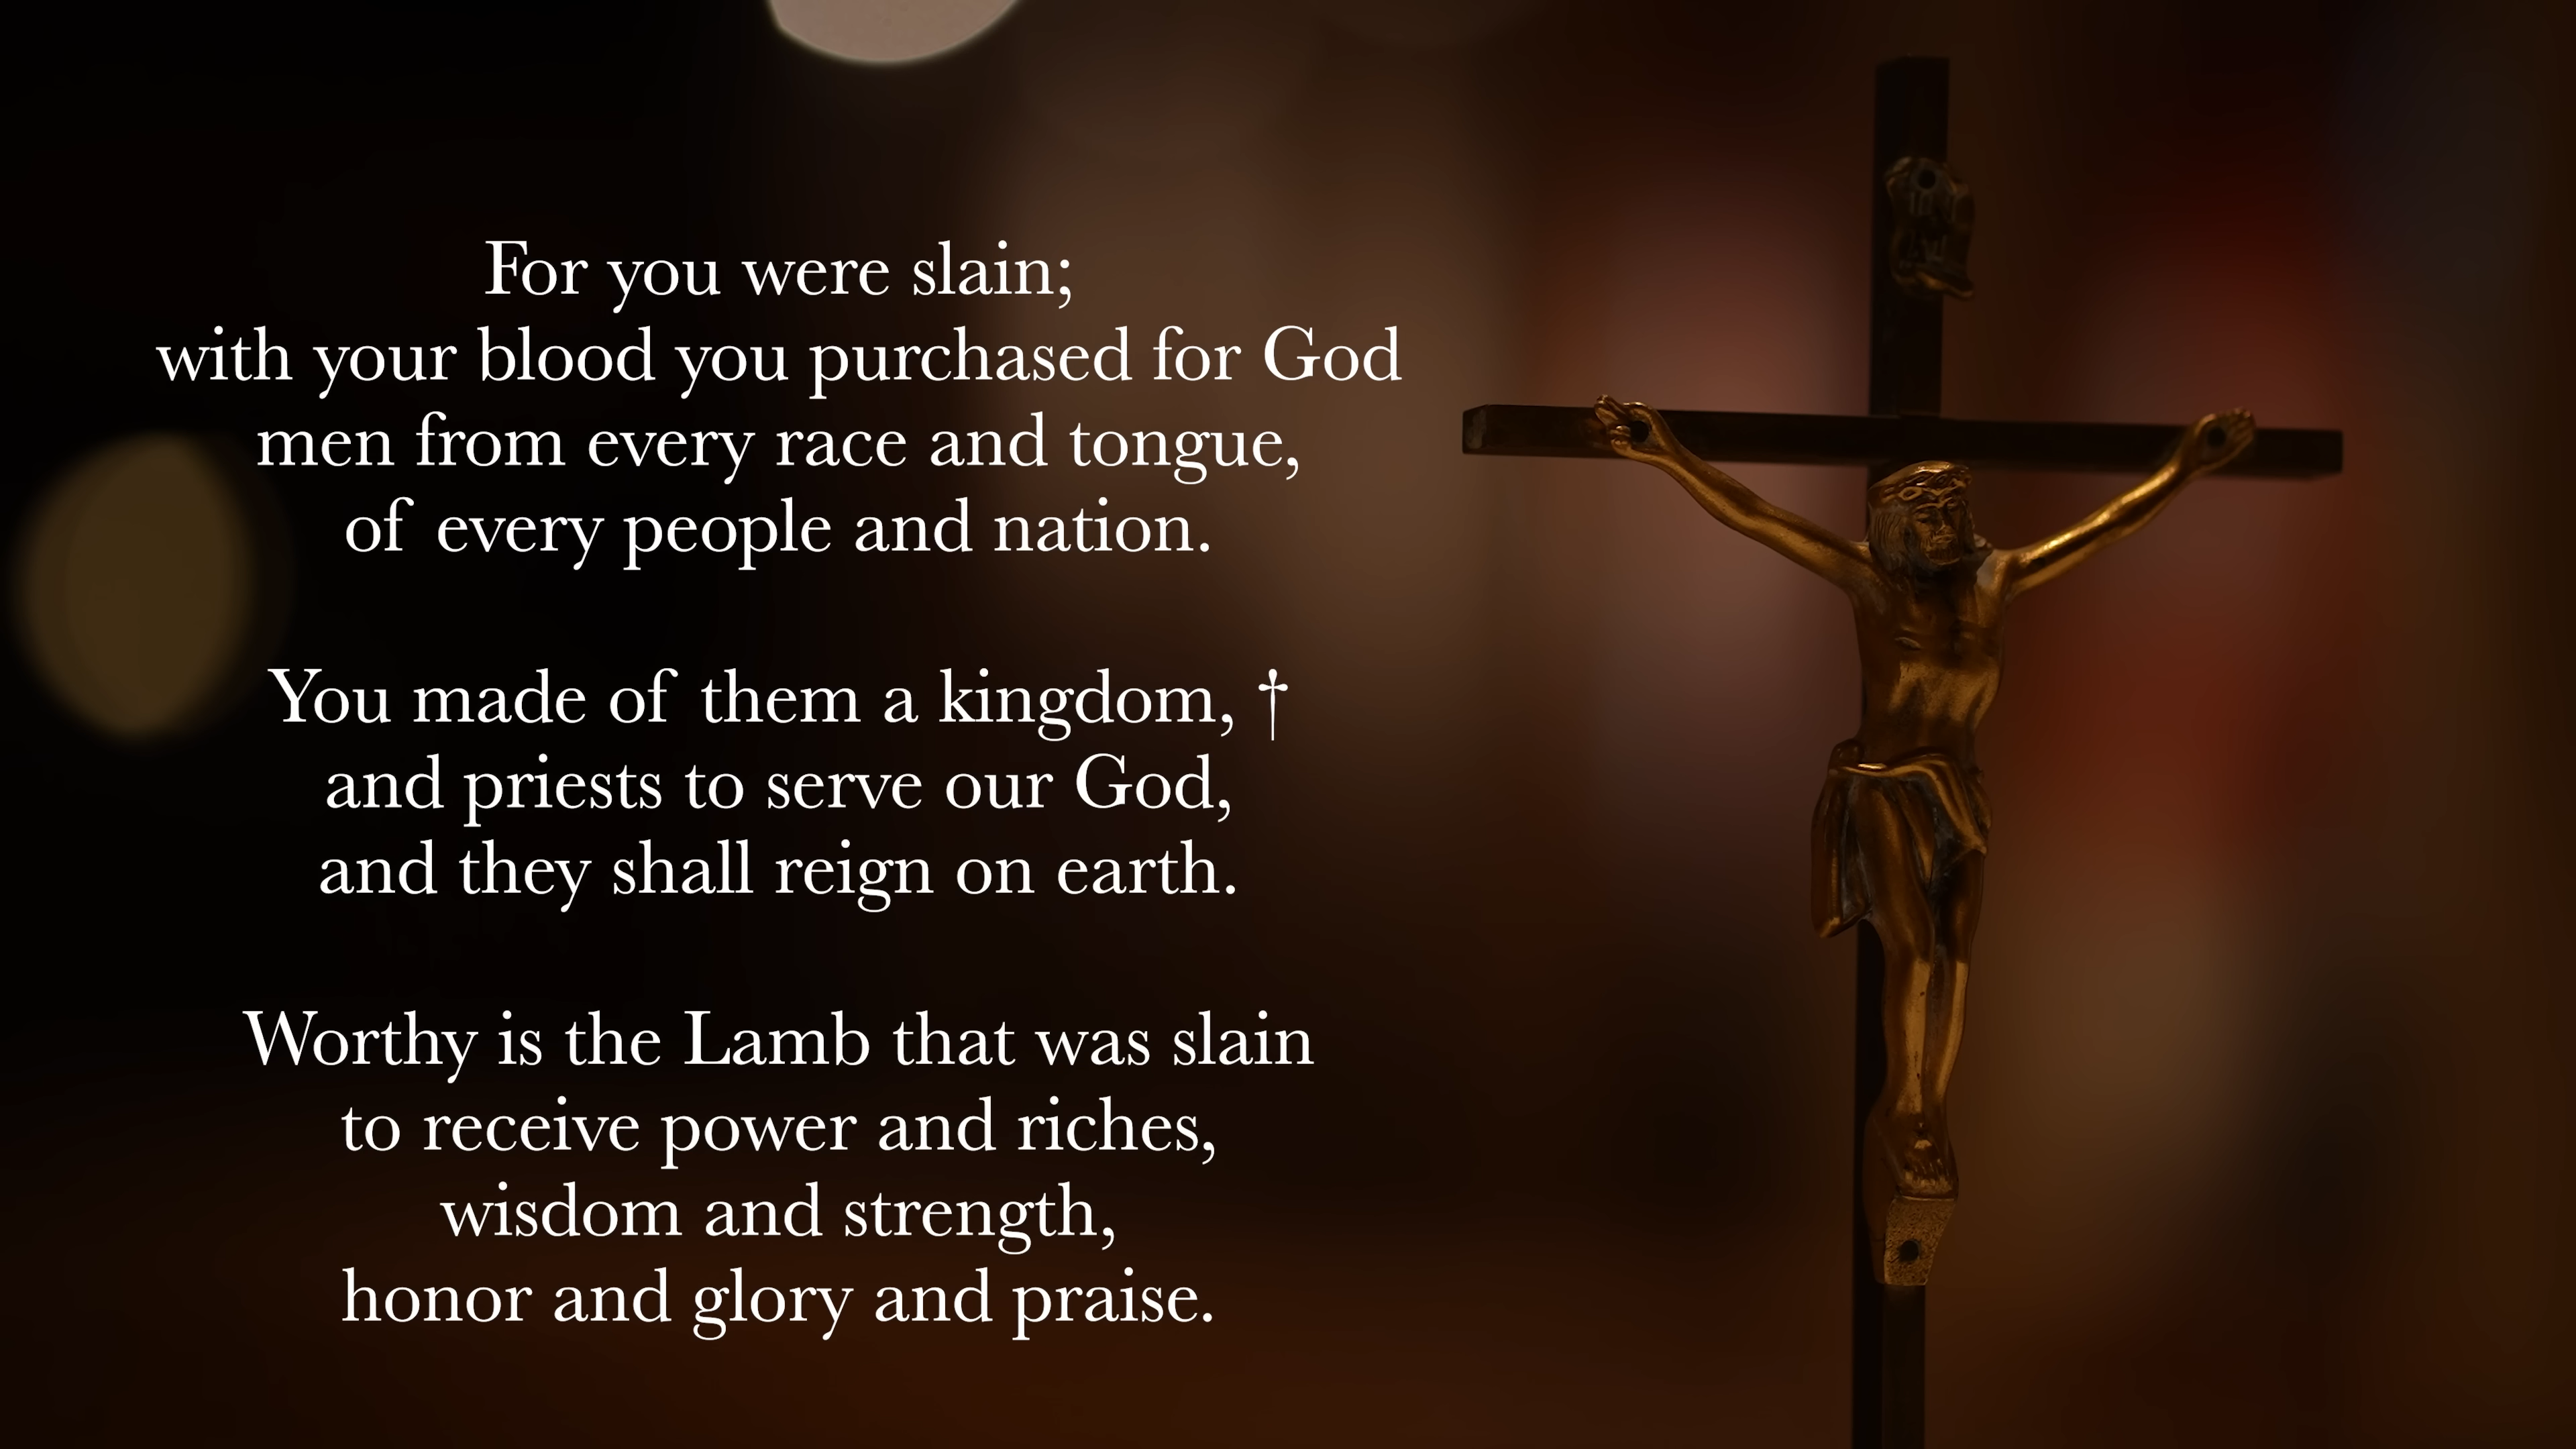 For you were slain;
with your blood you purchased for God
men from every race and tongue,
of every people and nation.
You made of them a kingdom, †
and priests to serve our God,
and they shall reign on earth.
Worthy is the Lamb that was slain
to receive power and riches,
wisdom and strength,
honor and glory and praise.